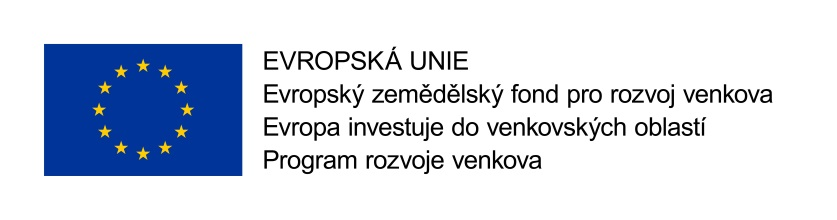 EVROPSKÁ UNIE
Evropský zemědělský fond pro rozvoj venkova
Evropa investuje do venkovských oblastí
Program rozvoje venkova